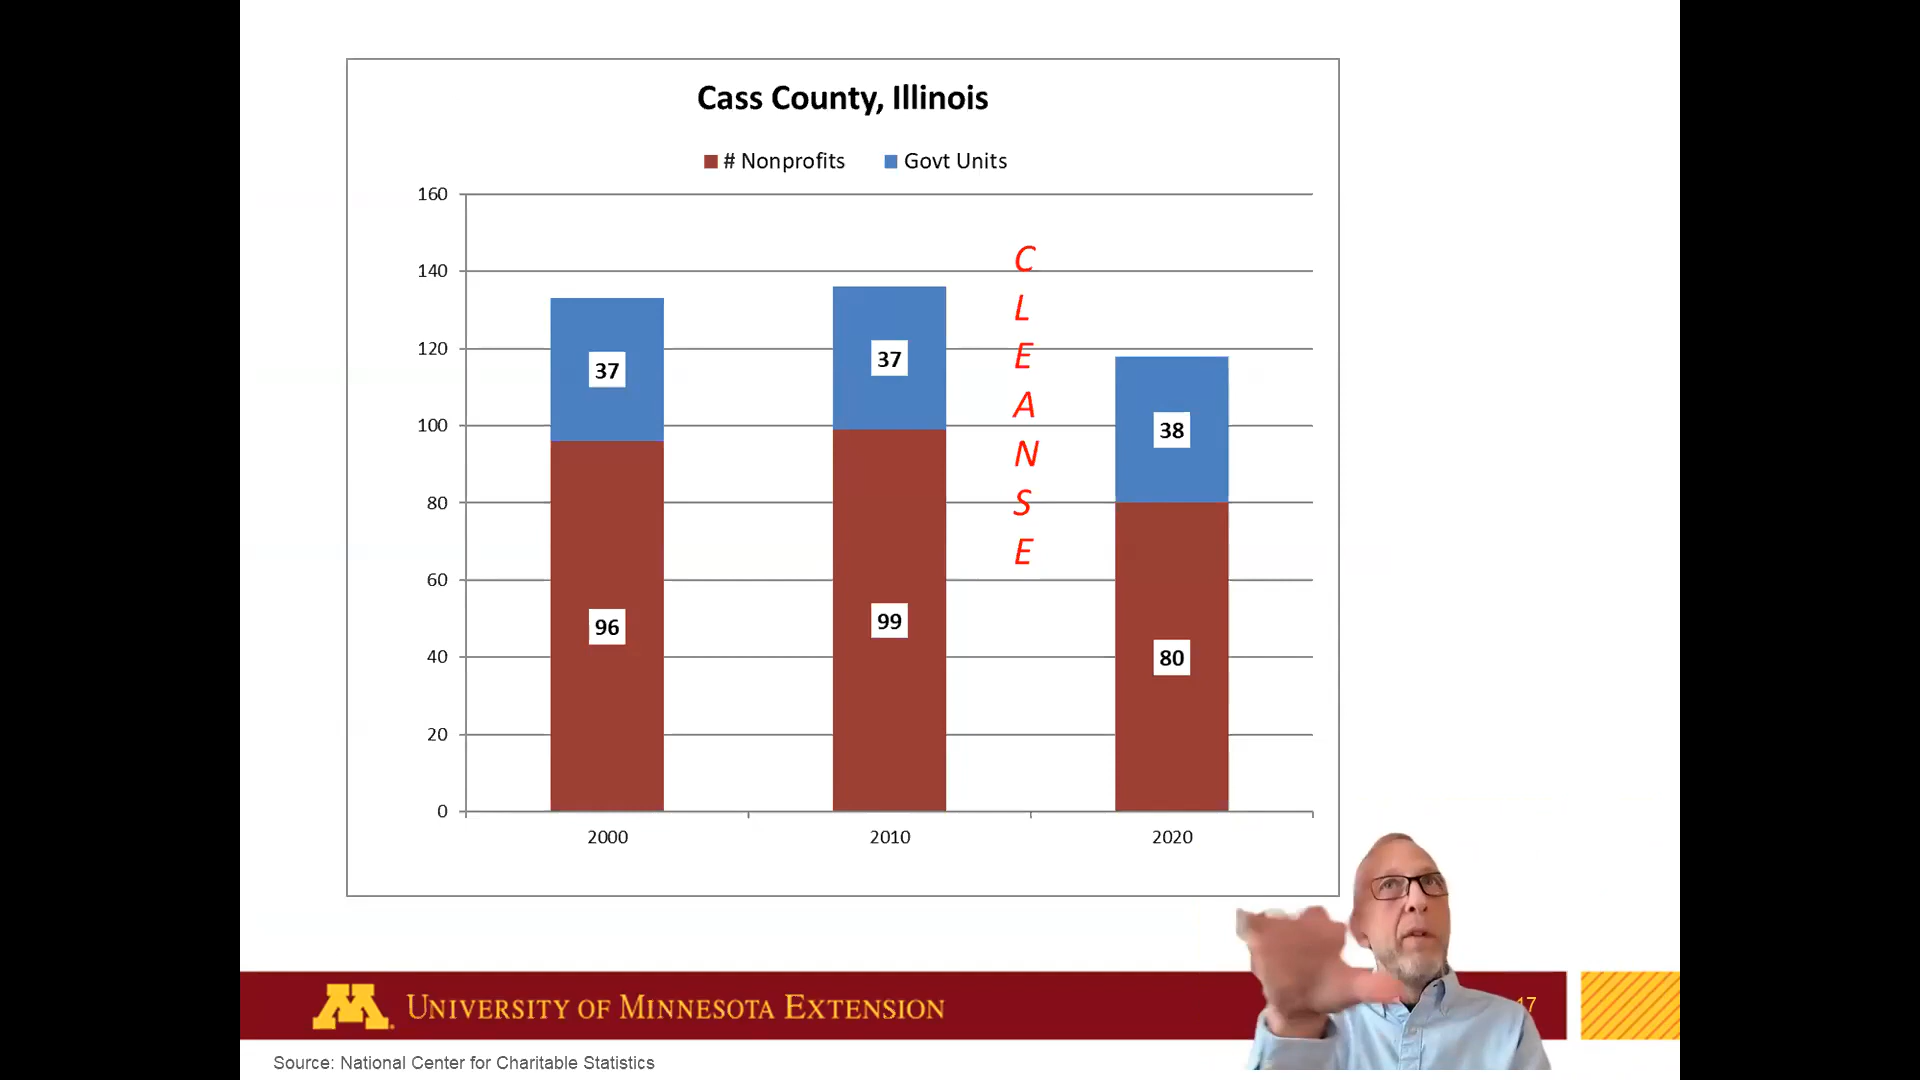 Cass County, Illinois
# Nonprofits Govt Units
160
140
120
100
80
60
40
20
0
37
37
38
96
99
80
C
L
E
A
N
S
E
2000 2010 2020
M
UNIVERSITY OF MINNESOTA EXTENSION
17
Source: National Center for Charitable Statistics